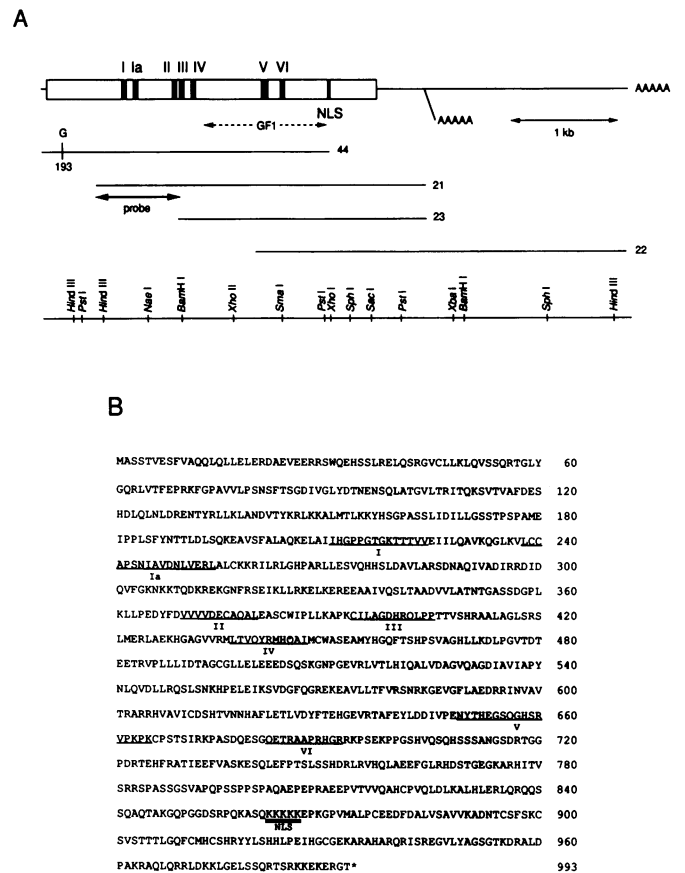 A
I Ia II III IV V VI
AAAAA
NLS
AAAAA
GF1
1 kb
G
193
44
21
probe
23
22
Hind III Pst I Hind III Nae I BamH I Xho II Sma I Pst I Xho I Sph I Sac I Pst I Xba I BamH I Sph I Hind III
B
MASSTVESFVAQQLQLLELERDAEVEERRSWQEHSSLRELQSRGVCLLKLQVSSQRTGLY 60
GQRLVTFEPRKFGPAVVLPSNSFTSGDIVGLYDTNENSQLATGVLTRITQKSVTVAFDES 120
HDLQLNLDRENTYRLLKLANDVTYKRLKKALMTLKKYHSGPASSLIDILLGSSTPSPAME 180
IPPLSFYNTTLDLSQKEAVSFALAQKELAIIHGPPGTGKTTTVVEIILQAVKQGLKVLCC 240
I
APSNIAVDNLVERLALCKKRILRLGHPARLLESVQHHSLDAVLARSDNAQIVADIRRDID 300
Ia
QVFGKNKKTQDKREKGNFRSEIKLLRKELKEREEAAIVQSLTAADVVLATNTGASSDGPL 360
KLLPEDYFDVVVVDECAQALEASCWIPLLKAPKCILAGDHRQLPPTTVSHRAALAGLSRS 420
II III
LMERLAEKHGAGVVRMLTVQYRMHQAIMCWASEAMYHGQFTSHPSVAGHLLKDLPGVTDT 480
IV
EETRVPLLLIDTAGCGLLELEEEDSQSKGNPGEVRLVTLHIQALVDAGVQAGDIAVIAPY 540
NLQVDLLRQSLSNKHPELEIKSVDGFQGREKEAVLLTFVRSNRKGEVGFLAEDRRINVAV 600
TRARRHVAVICDSHTVNNHAFLETLVDYFTEHGEVRTAFEYLDDIVPENYTHEGSQGHSR 660
V
VPKPKCPSTSIRKPASDQESGQETRAAPRHGRRKPSEKPPGSHVQSQHSSSANGSDRTGG 720
VI
PDRTEHFRATIEEFVASKESQLEFPTSLSSHDRLRVHQLAEEFGLRHDSTGEGKARHITV 780
SRRSPASSGSVAPQPSSPPSPAQAEPEPRAEEPVTVVQAHCPVQLDLKALHLERLQRQQS 840
SQAQTAKGQPGGDSRPQKASQKKKKKEPKGPVMALPCEEDFDALVSAVVKADNTCSFSKC 900
NLS
SVSTTTLGQFCMHCSHRYYLSHHLPEIHGCGEKARAHARQRISREGVLYAGSGTKDRALD 960
PAKRAQLQRRLDKKLGELSSQRTSRKKEKERGT* 993